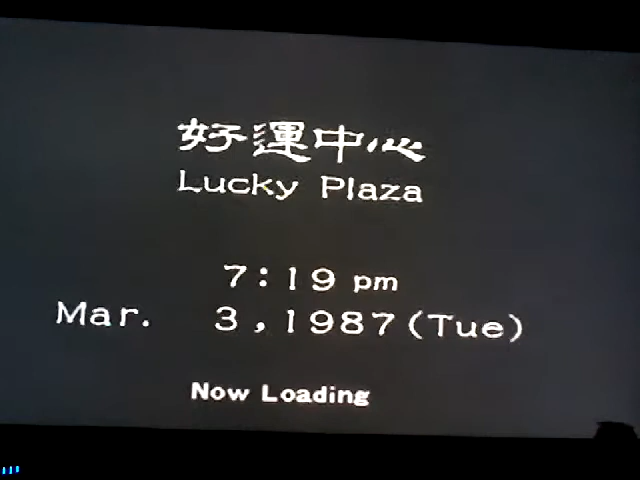 好運中心
Lucky Plaza
7:19 pm
Mar. 3,1987(Tue)
Now Loading